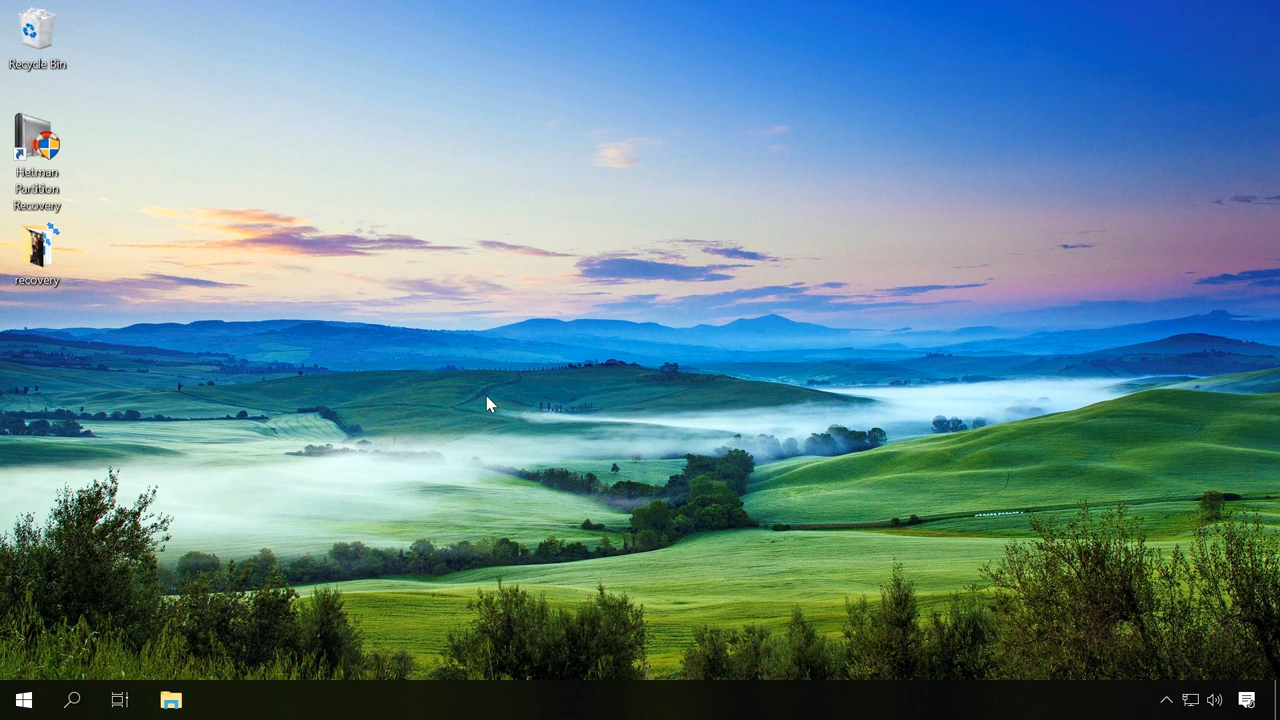 Recycle Bin
Hetman
Partition
Recovery
recovery